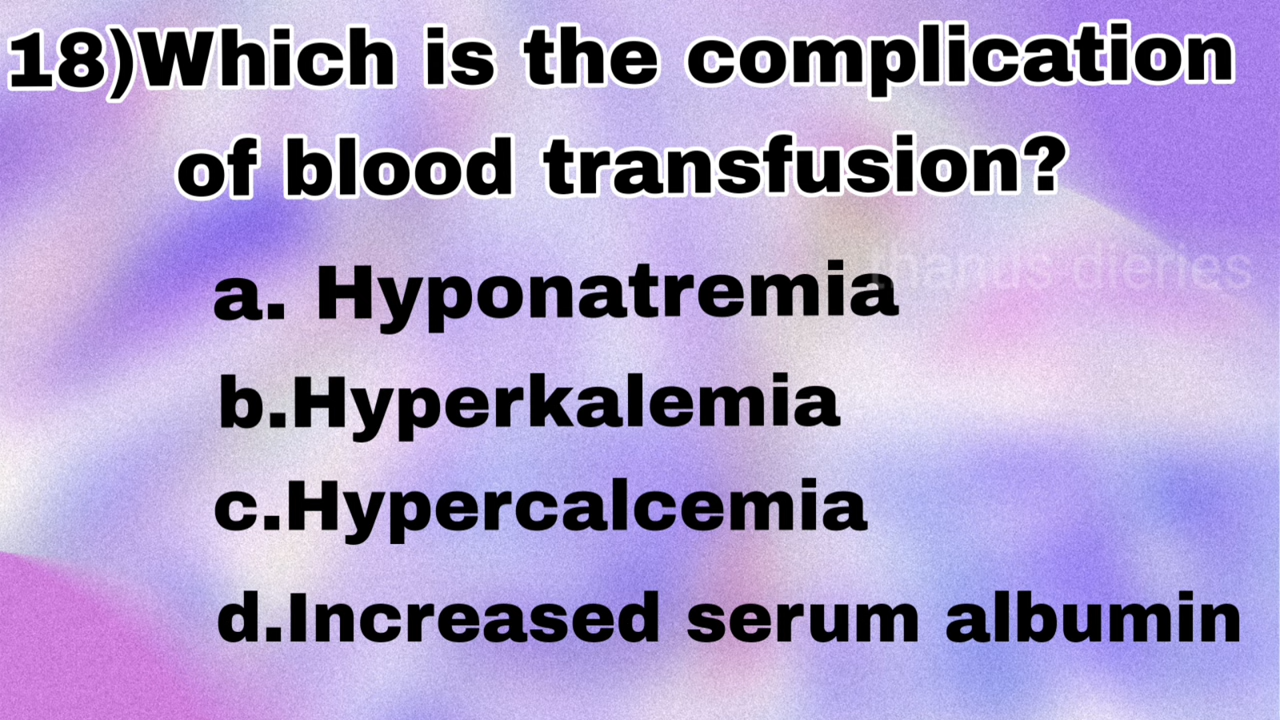 18)Which is the complication
of blood transfusion?
a. Hyponatremia
b.Hyperkalemia
c.Hypercalcemia
d.Increased serum albumin